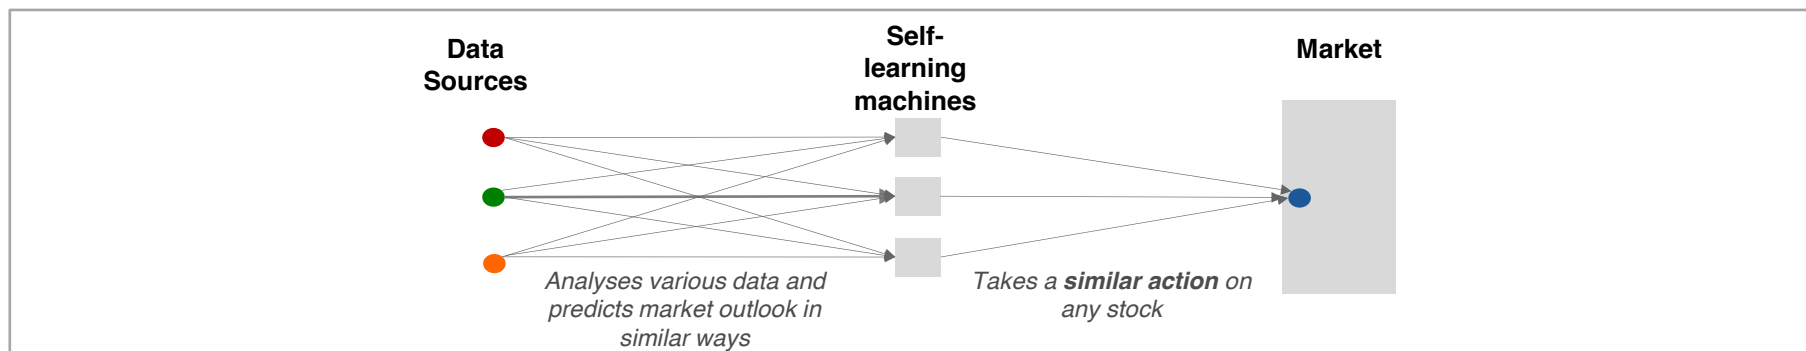 Data
Sources
Self-
learning
machines
Market
Analyses various data and
predicts market outlook in
similar ways
Takes a similar action on
any stock